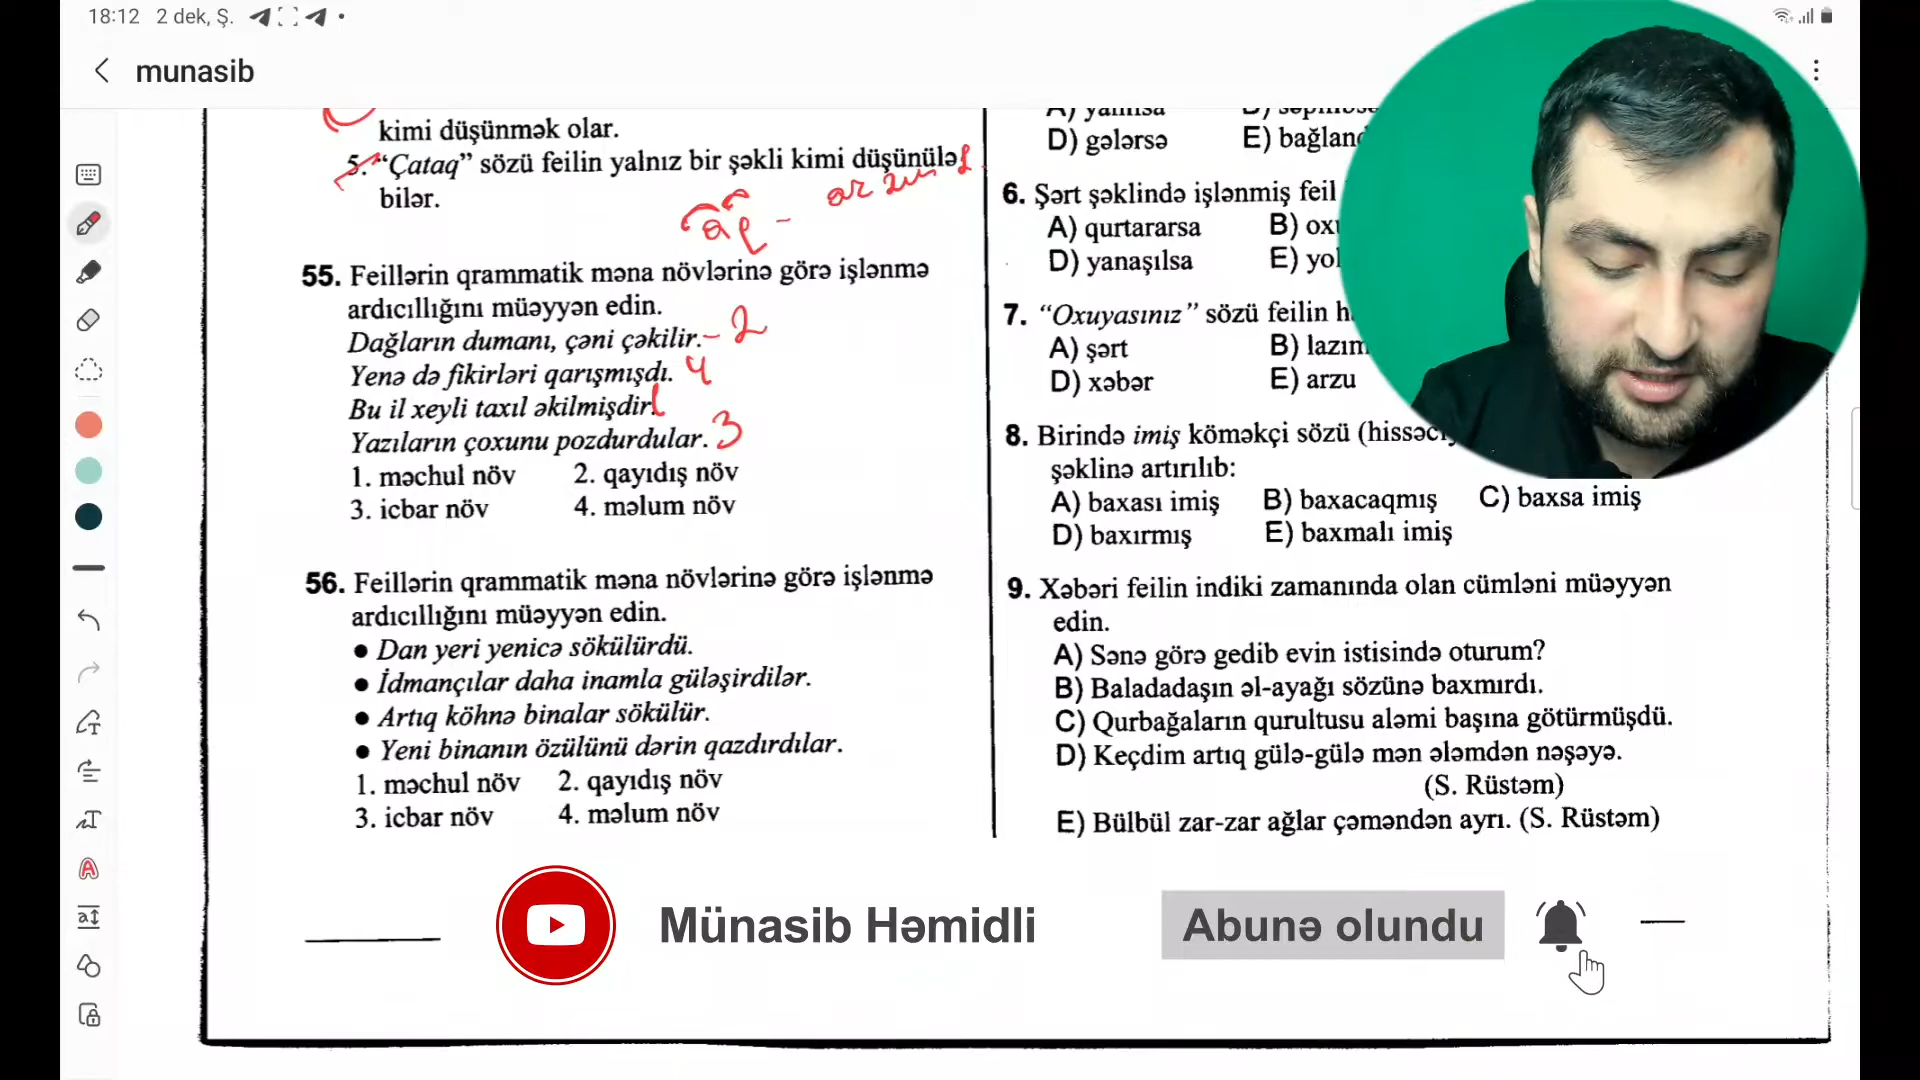 18:12 2 dek, Ş.
munasib
kimi düşünmək olar.
5. “Çataq” sözü feilin yalnız bir şəkli kimi düşünülə
bilər.
55. Feillərin qrammatik məna növlərinə görə işlənmə
ardıcıllığını müəyyən edin.
Dağların dumanı, çəni çəkilir. - 2
Yenə də fikirləri qarışmışdı. 4
Bu il xeyli taxıl əkilmişdir. 1
Yazıların çoxunu pozdurdular. 3
1. məchul növ 2. qayıdış növ
3. icbar növ 4. məlum növ
56. Feillərin qrammatik məna növlərinə görə işlənmə
ardıcıllığını müəyyən edin.
● Dan yeri yenicə sökülürdü.
● İdmançılar daha inamla güləşirdilər.
● Artıq köhnə binalar sökülür.
● Yeni binanın özülünü dərin qazdırdılar.
1. məchul növ 2. qayıdış növ
3. icbar növ 4. məlum növ
D) gələrsə E) bağland
6. Şərt şəklində işlənmiş feil
A) qurtararsa B) ox
D) yanaşılsa E) yol
7. “Oxuyasınız” sözü feilin h
A) şərt B) lazım
D) xəbər E) arzu
8. Birində imiş köməkçi sözü (hissəci
şəklinə artırılıb:
A) baxası imiş B) baxacaqmış C) baxsa imiş
D) baxırmış E) baxmalı imiş
9. Xəbəri feilin indiki zamanında olan cümləni müəyyən
edin.
A) Sənə görə gedib evin istisində oturum?
B) Baladadaşın əl-ayağı sözünə baxmırdı.
C) Qurbağaların qurultusu aləmi başına götürmüşdü.
D) Keçdim artıq gülə-gülə mən ələmdən nəşəyə.
(S. Rüstəm)
E) Bülbül zar-zar ağlar çəməndən ayrı. (S. Rüstəm)
Münasib Həmidli
Abunə olundu